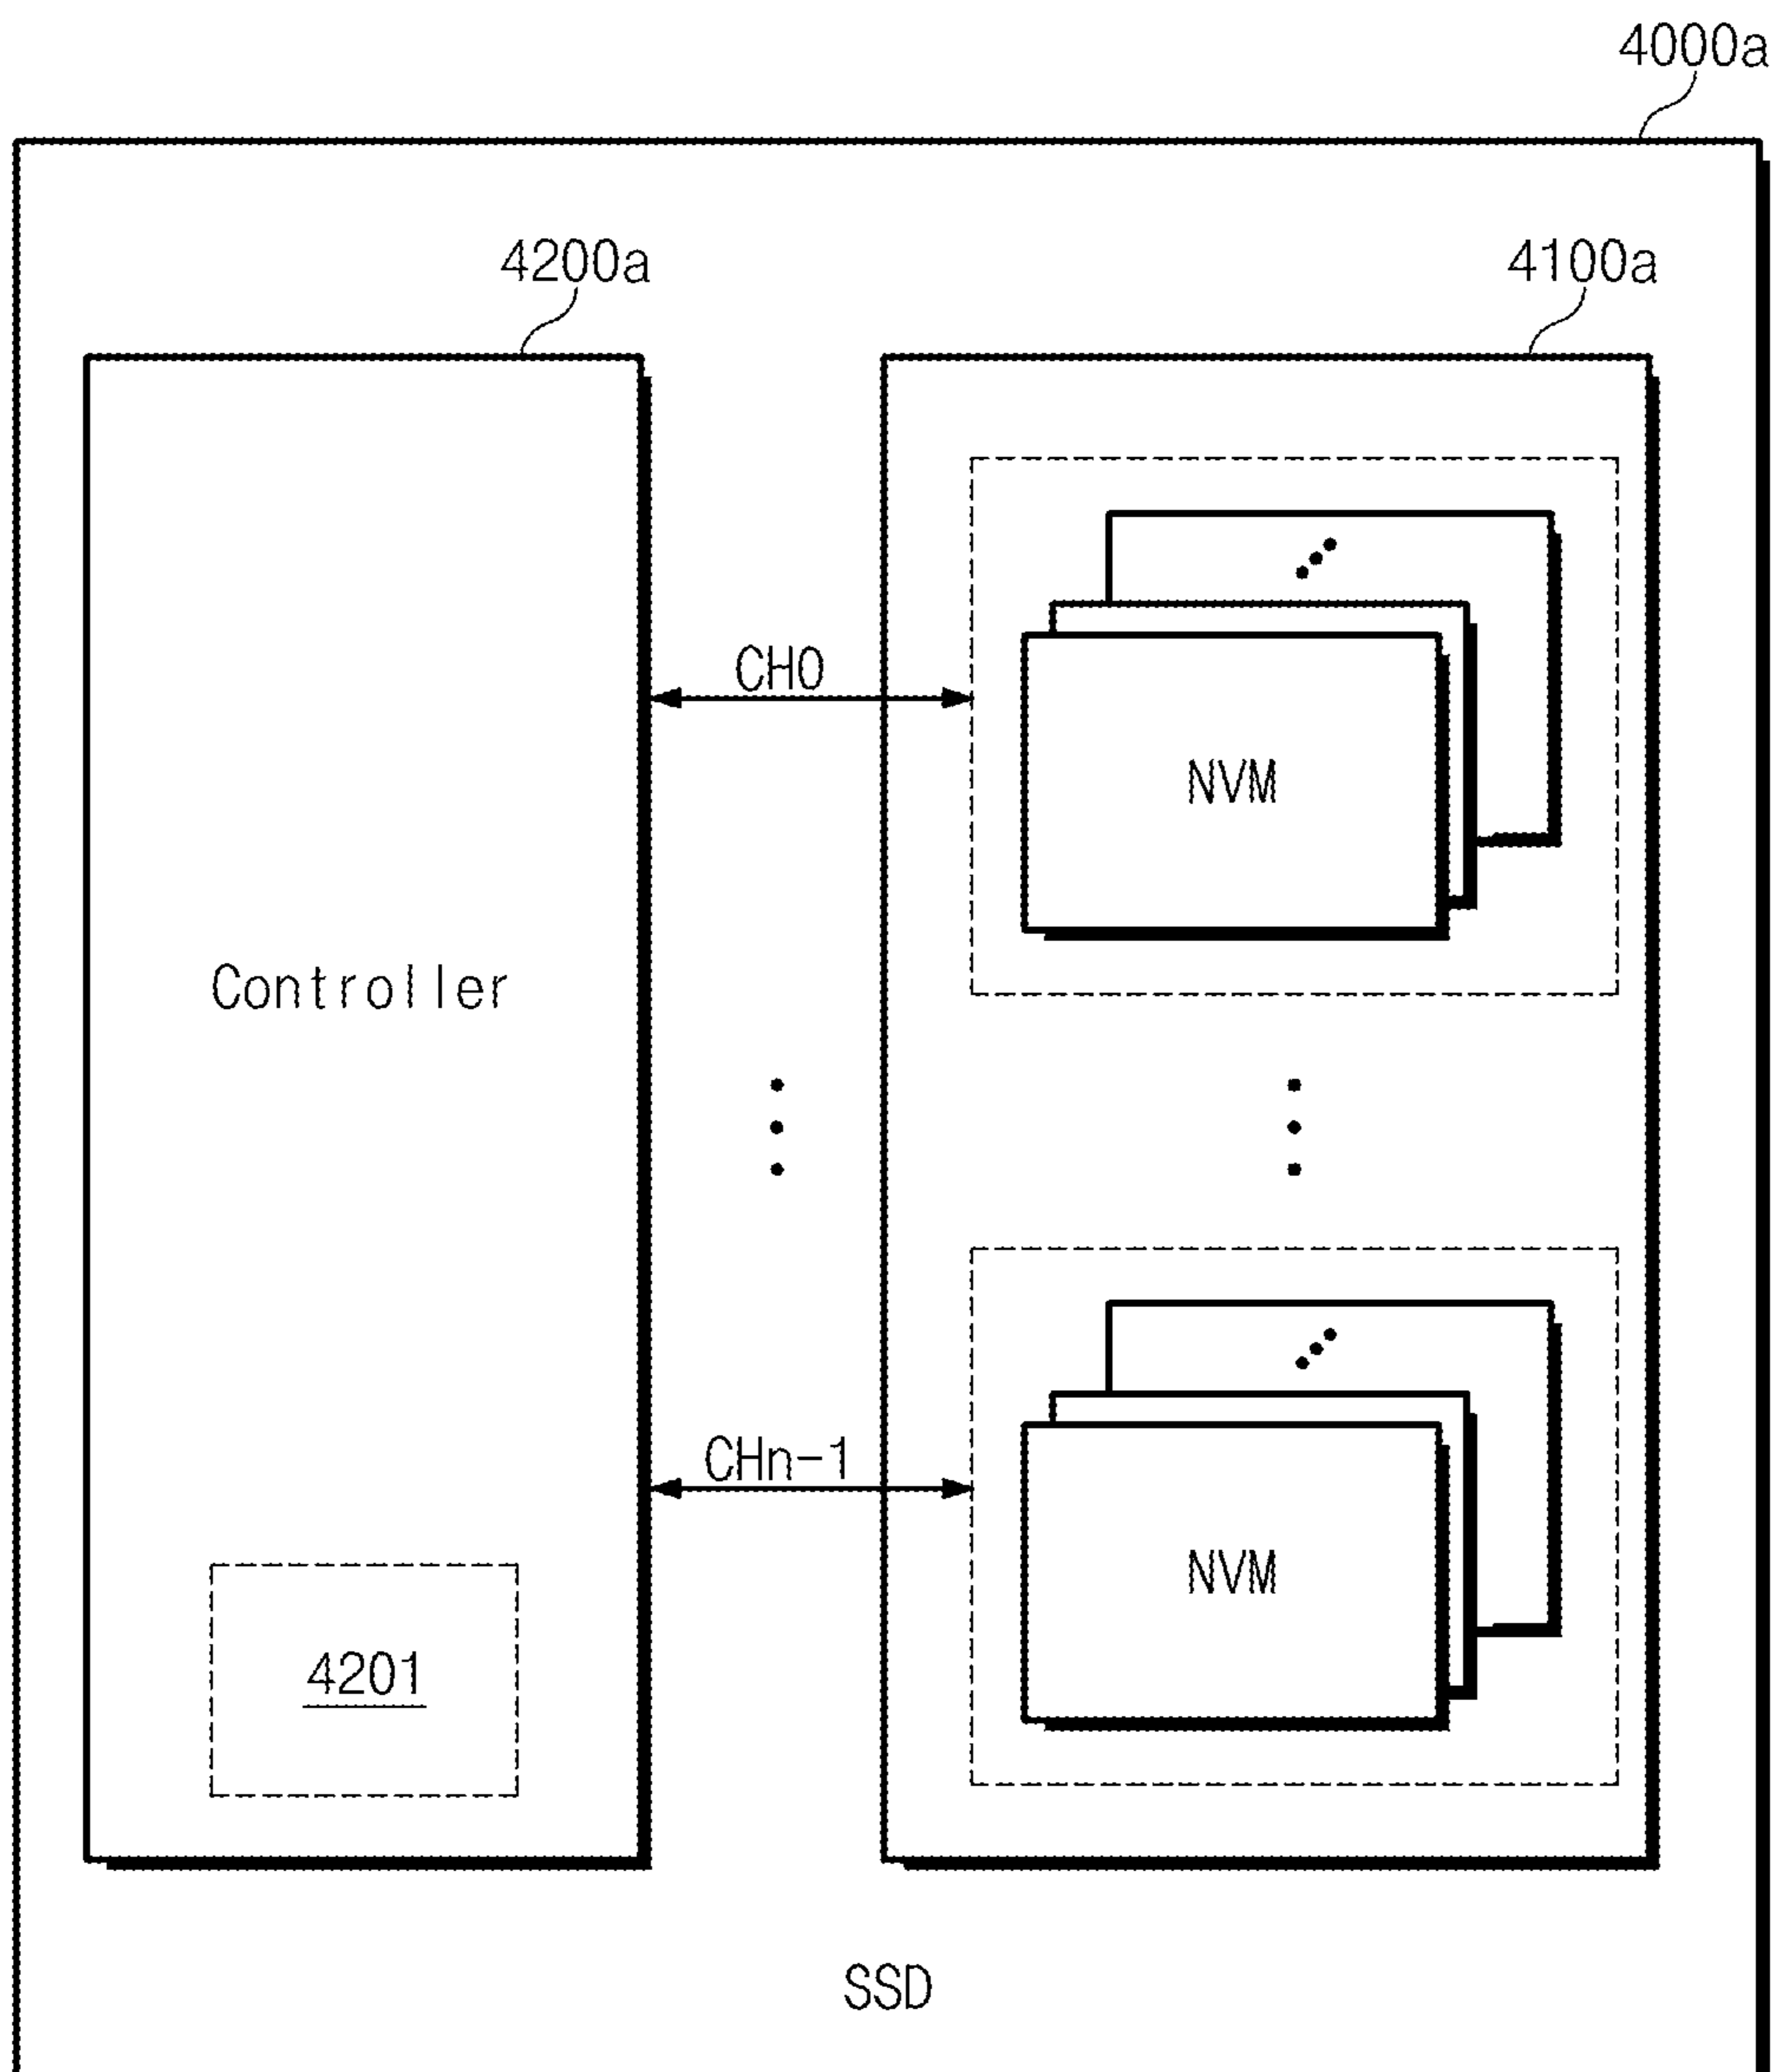 4000a
4200a
4100a
CH0
NVM
Controller
CHn-1
NVM
4201
SSD